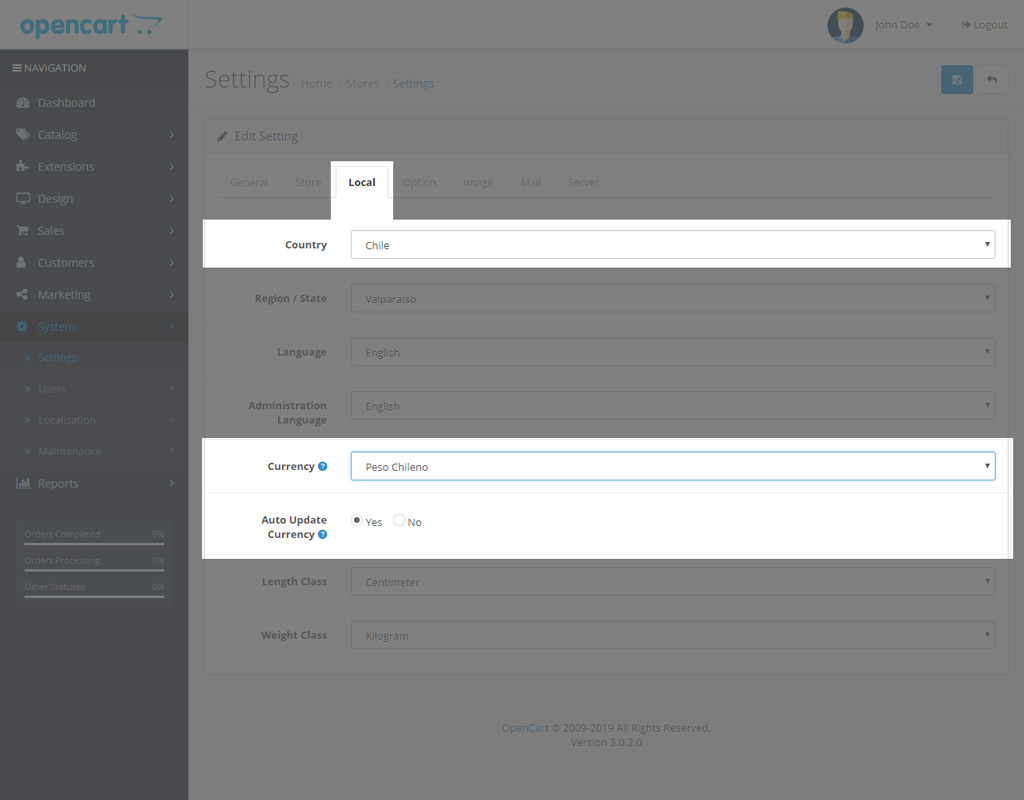 opencart
John Doe
Logout
NAVIGATION
Dashboard
Catalog
Extensions
Design
Sales
Customers
Marketing
System
Settings
Users
Localisation
Maintenance
Reports
Orders Completed 0%
Orders Processing 0%
Other Statuses 0%
Settings
Home › Stores › Settings
Edit Setting
General Store Local Option Image Mail Server
Country Chile
Region / State Valparaiso
Language English
Administration
Language English
Currency ? Peso Chileno
Auto Update
Currency ? Yes No
Length Class Centimeter
Weight Class Kilogram
OpenCart © 2009-2019 All Rights Reserved.
Version 3.0.2.0